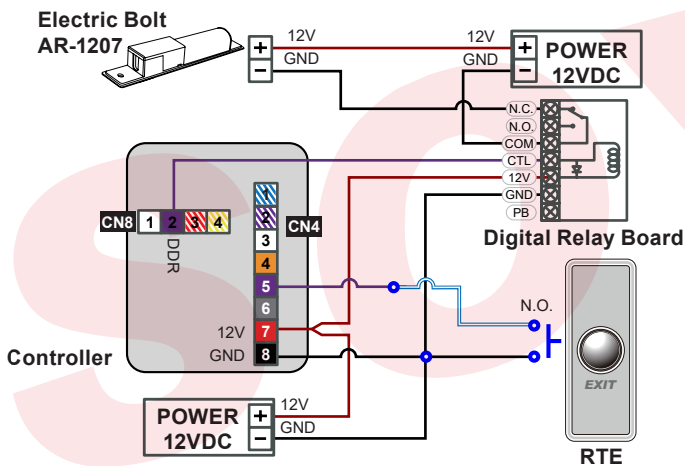 Electric Bolt
AR-1207
+
−
12V
GND
+
−
POWER
12VDC
N.C.
N.O.
COM
CTL
12V
GND
PB
Digital Relay Board
CN8
1
2
3
4
DDR
CN4
1
2
3
4
5
6
7
8
12V
GND
Controller
POWER
12VDC
+
−
12V
GND
N.O.
EXIT
RTE
SOY